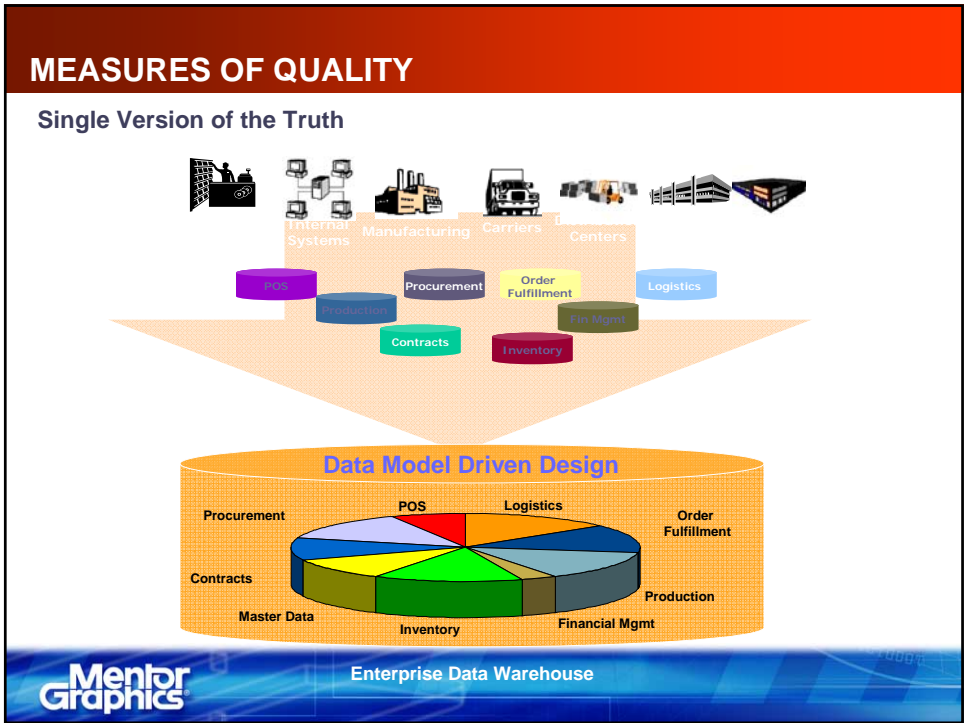 MEASURES OF QUALITY
Single Version of the Truth
Internal
Systems
Manufacturing
Carriers
Centers
POS
Procurement
Order
Fulfillment
Logistics
Production
Fin Mgmt
Contracts
Inventory
Data Model Driven Design
POS
Logistics
Procurement
Order
Fulfillment
Contracts
Production
Master Data
Inventory
Financial Mgmt
Mentor
Graphics
Enterprise Data Warehouse